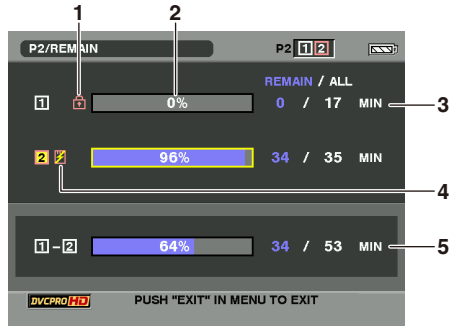 1 2
P2/REMAIN P2 1 2
REMAIN / ALL
1 0% 0 / 17 MIN 3
2 96% 34 / 35 MIN
4
1 - 2 64% 34 / 53 MIN 5
DVCPRO HD PUSH "EXIT" IN MENU TO EXIT